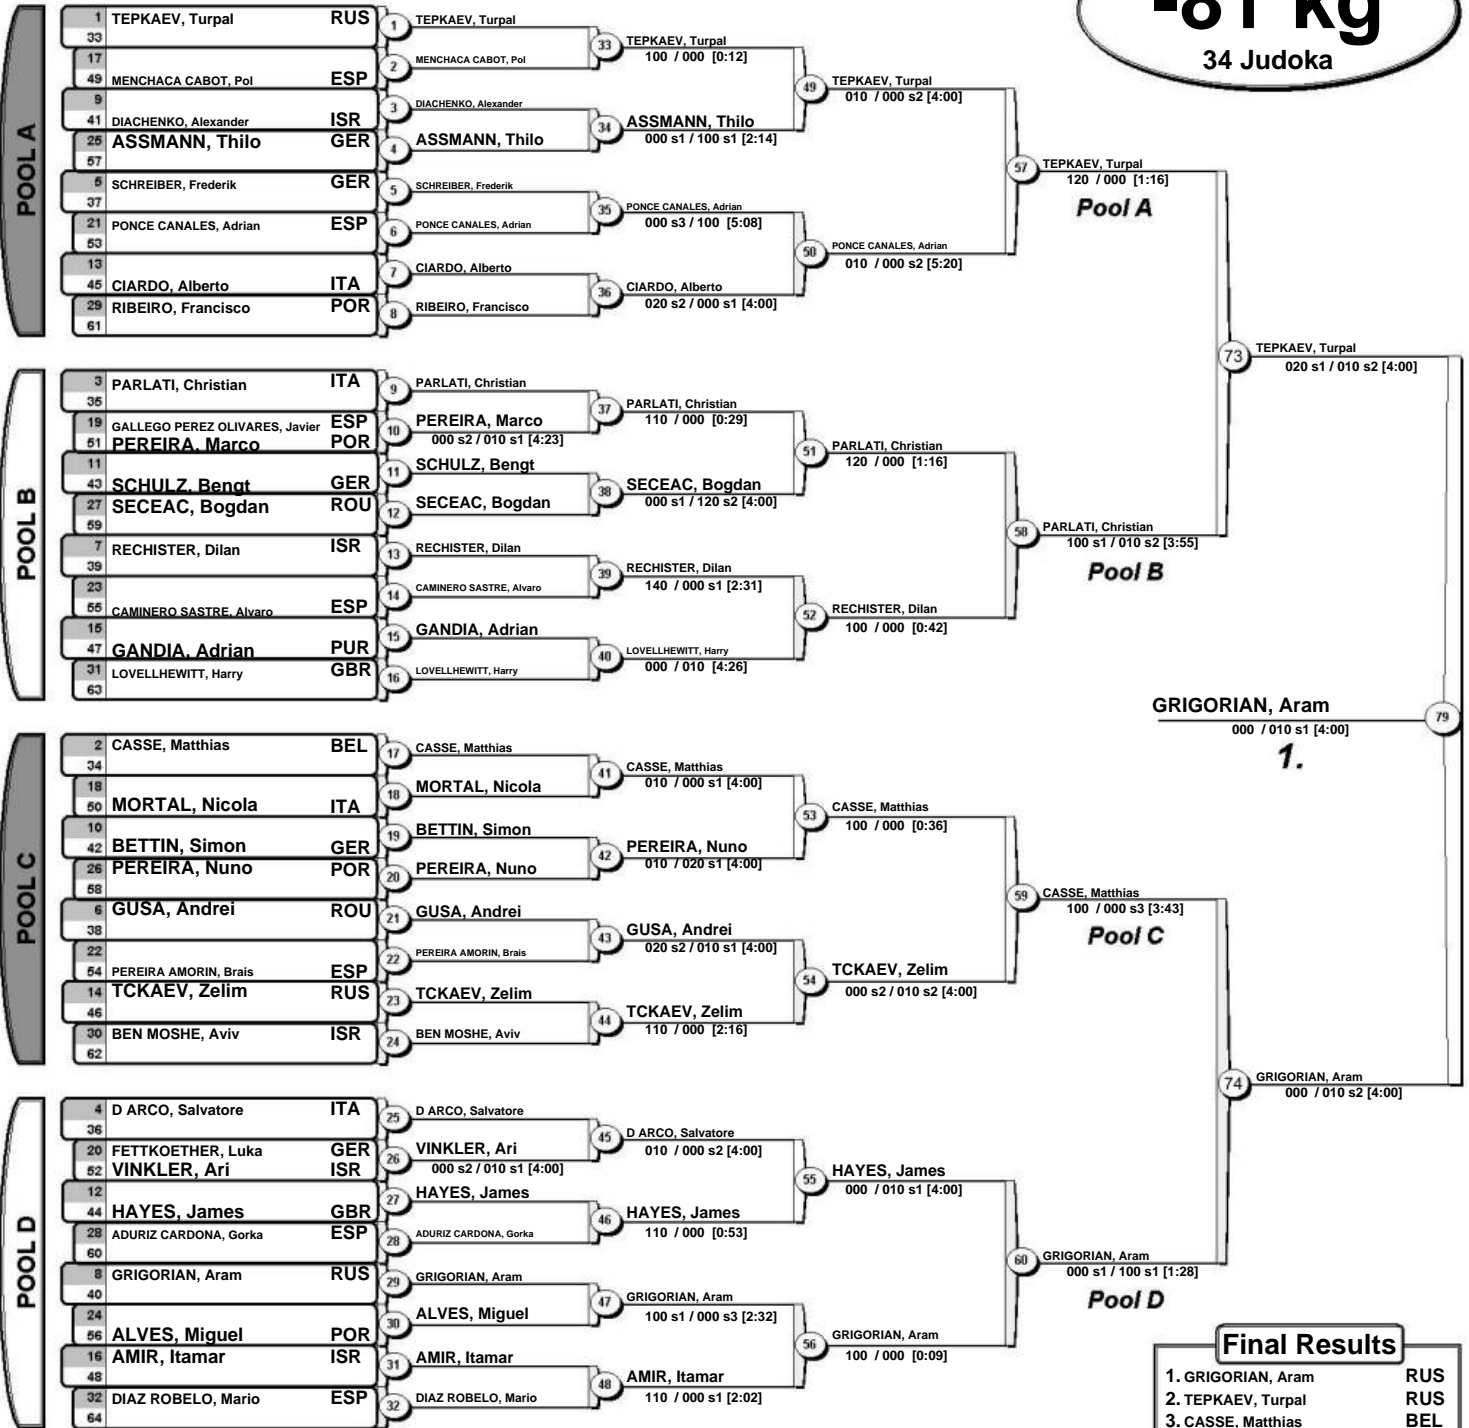 -81 kg
34 Judoka
POOL A
1 TEPKAEV, Turpal RUS
33
17
49 MENCHACA CABOT, Pol ESP
9
41 DIACHENKO, Alexander ISR
25 ASSMANN, Thilo GER
57
5 SCHREIBER, Frederik GER
37
21 PONCE CANALES, Adrian ESP
53
13
45 CIARDO, Alberto ITA
29 RIBEIRO, Francisco POR
61
1 TEPKAEV, Turpal
2 MENCHACA CABOT, Pol
3 DIACHENKO, Alexander
4 ASSMANN, Thilo
5 SCHREIBER, Frederik
6 PONCE CANALES, Adrian
7 CIARDO, Alberto
8 RIBEIRO, Francisco
33 TEPKAEV, Turpal
100 / 000 [0:12]
34 ASSMANN, Thilo
000 s1 / 100 s1 [2:14]
35 PONCE CANALES, Adrian
000 s3 / 100 [5:08]
36 CIARDO, Alberto
020 s2 / 000 s1 [4:00]
49 TEPKAEV, Turpal
010 / 000 s2 [4:00]
50 PONCE CANALES, Adrian
010 / 000 s2 [5:20]
57 TEPKAEV, Turpal
120 / 000 [1:16]
Pool A
POOL B
3 PARLATI, Christian ITA
35
19 GALLEGO PEREZ OLIVARES, Javier ESP
51 PEREIRA, Marco POR
11
43 SCHULZ, Bengt GER
27 SECEAC, Bogdan ROU
59
7 RECHISTER, Dilan ISR
39
23
55 CAMINERO SASTRE, Alvaro ESP
15
47 GANDIA, Adrian PUR
31 LOVELLHEWITT, Harry GBR
63
9 PARLATI, Christian
10 PEREIRA, Marco
000 s2 / 010 s1 [4:23]
11 SCHULZ, Bengt
12 SECEAC, Bogdan
13 RECHISTER, Dilan
14 CAMINERO SASTRE, Alvaro
15 GANDIA, Adrian
16 LOVELLHEWITT, Harry
37 PARLATI, Christian
110 / 000 [0:29]
38 SECEAC, Bogdan
000 s1 / 120 s2 [4:00]
39 RECHISTER, Dilan
140 / 000 s1 [2:31]
40 LOVELLHEWITT, Harry
000 / 010 [4:26]
51 PARLATI, Christian
120 / 000 [1:16]
52 RECHISTER, Dilan
100 / 000 [0:42]
58 PARLATI, Christian
100 s1 / 010 s2 [3:55]
Pool B
73 TEPKAEV, Turpal
020 s1 / 010 s2 [4:00]
GRIGORIAN, Aram 79
000 / 010 s1 [4:00]
1.
POOL C
2 CASSE, Matthias BEL
34
18
50 MORTAL, Nicola ITA
10
42 BETTIN, Simon GER
26 PEREIRA, Nuno POR
58
6 GUSA, Andrei ROU
38
22
54 PEREIRA AMORIN, Brais ESP
14 TCKAEV, Zelim RUS
46
30 BEN MOSHE, Aviv ISR
62
17 CASSE, Matthias
18 MORTAL, Nicola
19 BETTIN, Simon
20 PEREIRA, Nuno
21 GUSA, Andrei
22 PEREIRA AMORIN, Brais
23 TCKAEV, Zelim
24 BEN MOSHE, Aviv
41 CASSE, Matthias
010 / 000 s1 [4:00]
42 PEREIRA, Nuno
010 / 020 s1 [4:00]
43 GUSA, Andrei
020 s2 / 010 s1 [4:00]
44 TCKAEV, Zelim
110 / 000 [2:16]
53 CASSE, Matthias
100 / 000 [0:36]
54 TCKAEV, Zelim
000 s2 / 010 s2 [4:00]
59 CASSE, Matthias
100 / 000 s3 [3:43]
Pool C
POOL D
4 D ARCO, Salvatore ITA
36
20 FETTKOETHER, Luka GER
52 VINKLER, Ari ISR
12
44 HAYES, James GBR
28 ADURIZ CARDONA, Gorka ESP
60
8 GRIGORIAN, Aram RUS
40
24
56 ALVES, Miguel POR
16 AMIR, Itamar ISR
48
32 DIAZ ROBELO, Mario ESP
64
25 D ARCO, Salvatore
26 VINKLER, Ari
000 s2 / 010 s1 [4:00]
27 HAYES, James
28 ADURIZ CARDONA, Gorka
29 GRIGORIAN, Aram
30 ALVES, Miguel
31 AMIR, Itamar
32 DIAZ ROBELO, Mario
45 D ARCO, Salvatore
010 / 000 s2 [4:00]
46 HAYES, James
110 / 000 [0:53]
47 GRIGORIAN, Aram
100 s1 / 000 s3 [2:32]
48 AMIR, Itamar
110 / 000 s1 [2:02]
55 HAYES, James
000 / 010 s1 [4:00]
56 GRIGORIAN, Aram
100 / 000 [0:09]
60 GRIGORIAN, Aram
000 s1 / 100 s1 [1:28]
Pool D
74 GRIGORIAN, Aram
000 / 010 s2 [4:00]
Final Results
1. GRIGORIAN, Aram RUS
2. TEPKAEV, Turpal RUS
3. CASSE, Matthias BEL